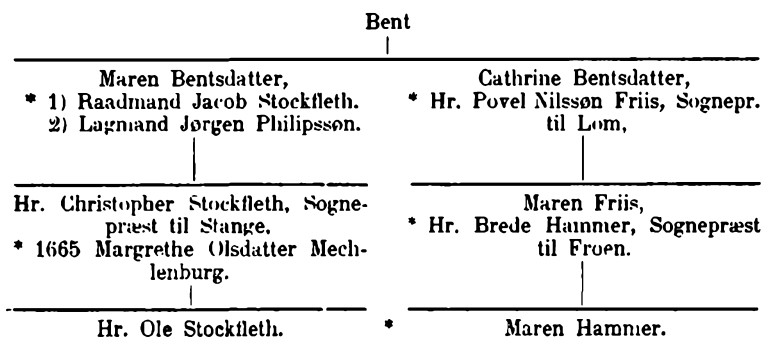 Bent
Maren Bentsdatter,
* 1) Raadmand Jacob Stockfleth.
2) Lagmand Jørgen Philipssøn.
Cathrine Bentsdatter,
* Hr. Povel Nilssøn Friis, Sognepr.
til Lom,
Hr. Christopher Stockfleth, Sogne-
præst til Stange,
* 1665 Margrethe Olsdatter Mech-
lenburg.
Maren Friis,
* Hr. Brede Hammer, Sognepræst
til Froen.
Hr. Ole Stockfleth. * Maren Hammer.